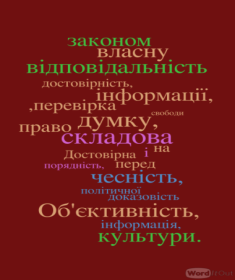 законом
власну
відповідальність
достовірність,
інформації,
,перевірка
свободи
думку,
право
складова
на
Достовірна і
порядність, перед
чесність,
політичної
доказовість
Об'єктивність,
інформація,
культури.
WordItOut